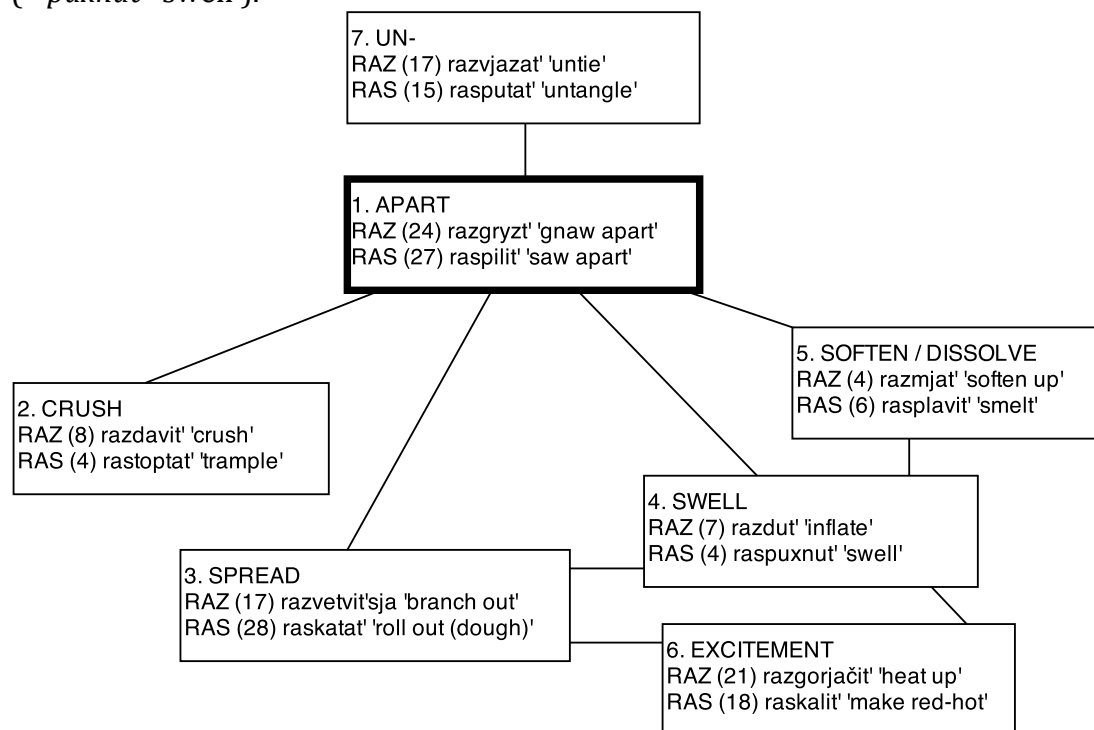 7. UN-
RAZ (17) razvjazat' 'untie'
RAS (15) rasputat' 'untangle'
1. APART
RAZ (24) razgryzt' 'gnaw apart'
RAS (27) raspilit' 'saw apart'
5. SOFTEN / DISSOLVE
RAZ (4) razmjat' 'soften up'
RAS (6) rasplavit' 'smelt'
2. CRUSH
RAZ (8) razdavit' 'crush'
RAS (4) rastoptat' 'trample'
4. SWELL
RAZ (7) razdut' 'inflate'
RAS (4) raspuxnut' 'swell'
3. SPREAD
RAZ (17) razvetvit'sja 'branch out'
RAS (28) raskatat' 'roll out (dough)'
6. EXCITEMENT
RAZ (21) razgorjačit' 'heat up'
RAS (18) raskalit' 'make red-hot'